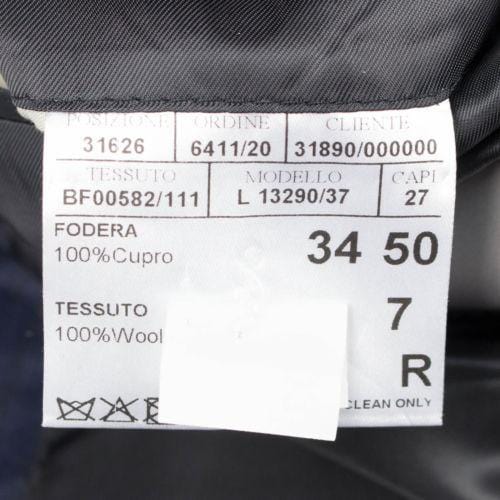 POSIZIONE ORDINE CLIENTE
31626 6411/20 31890/000000
TESSUTO MODELLO CAPI
BF00582/111 L 13290/37 27
FODERA
100%Cupro
34 50
TESSUTO
100%Wool
7
R
CLEAN ONLY